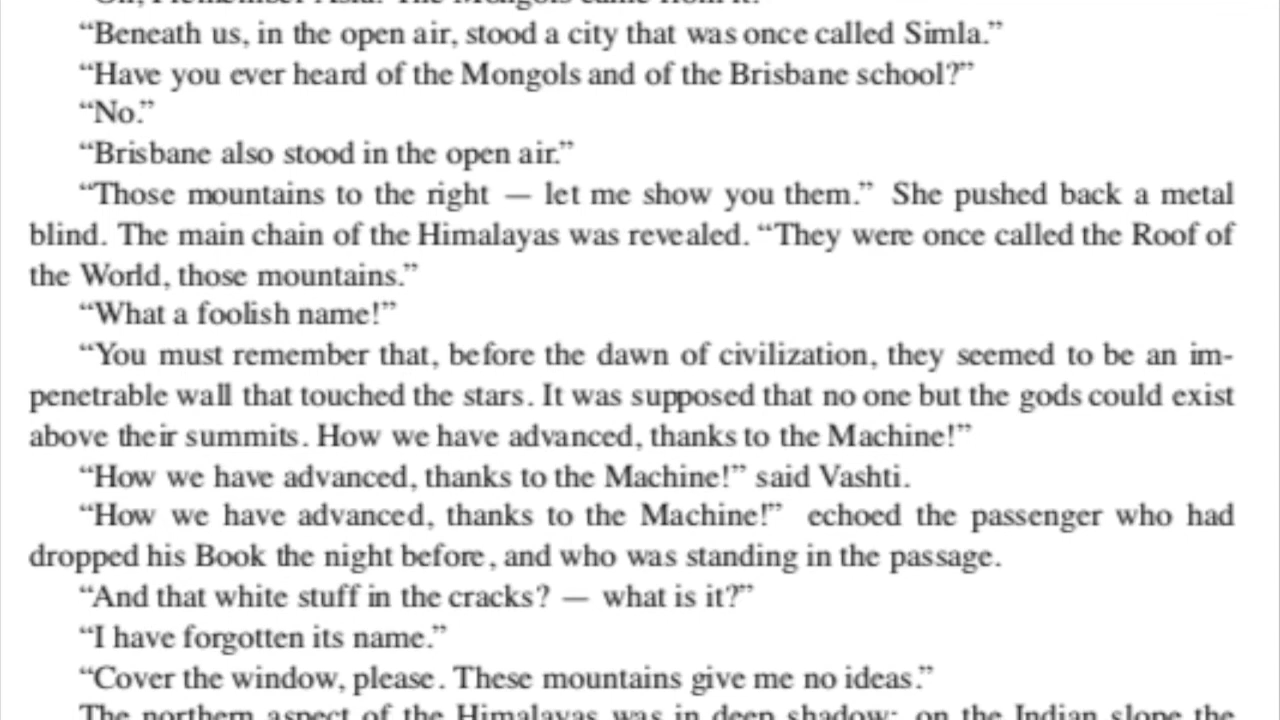 “Oh, I remember Asia. The Mongols came from it.”
“Beneath us, in the open air, stood a city that was once called Simla.”
“Have you ever heard of the Mongols and of the Brisbane school?”
“No.”
“Brisbane also stood in the open air.”
“Those mountains to the right — let me show you them.” She pushed back a metal
blind. The main chain of the Himalayas was revealed. “They were once called the Roof of
the World, those mountains.”
“What a foolish name!”
“You must remember that, before the dawn of civilization, they seemed to be an im-
penetrable wall that touched the stars. It was supposed that no one but the gods could exist
above their summits. How we have advanced, thanks to the Machine!”
“How we have advanced, thanks to the Machine!” said Vashti.
“How we have advanced, thanks to the Machine!” echoed the passenger who had
dropped his Book the night before, and who was standing in the passage.
“And that white stuff in the cracks? — what is it?”
“I have forgotten its name.”
“Cover the window, please. These mountains give me no ideas.”
The northern aspect of the Himalayas was in deep shadow: on the Indian slope the